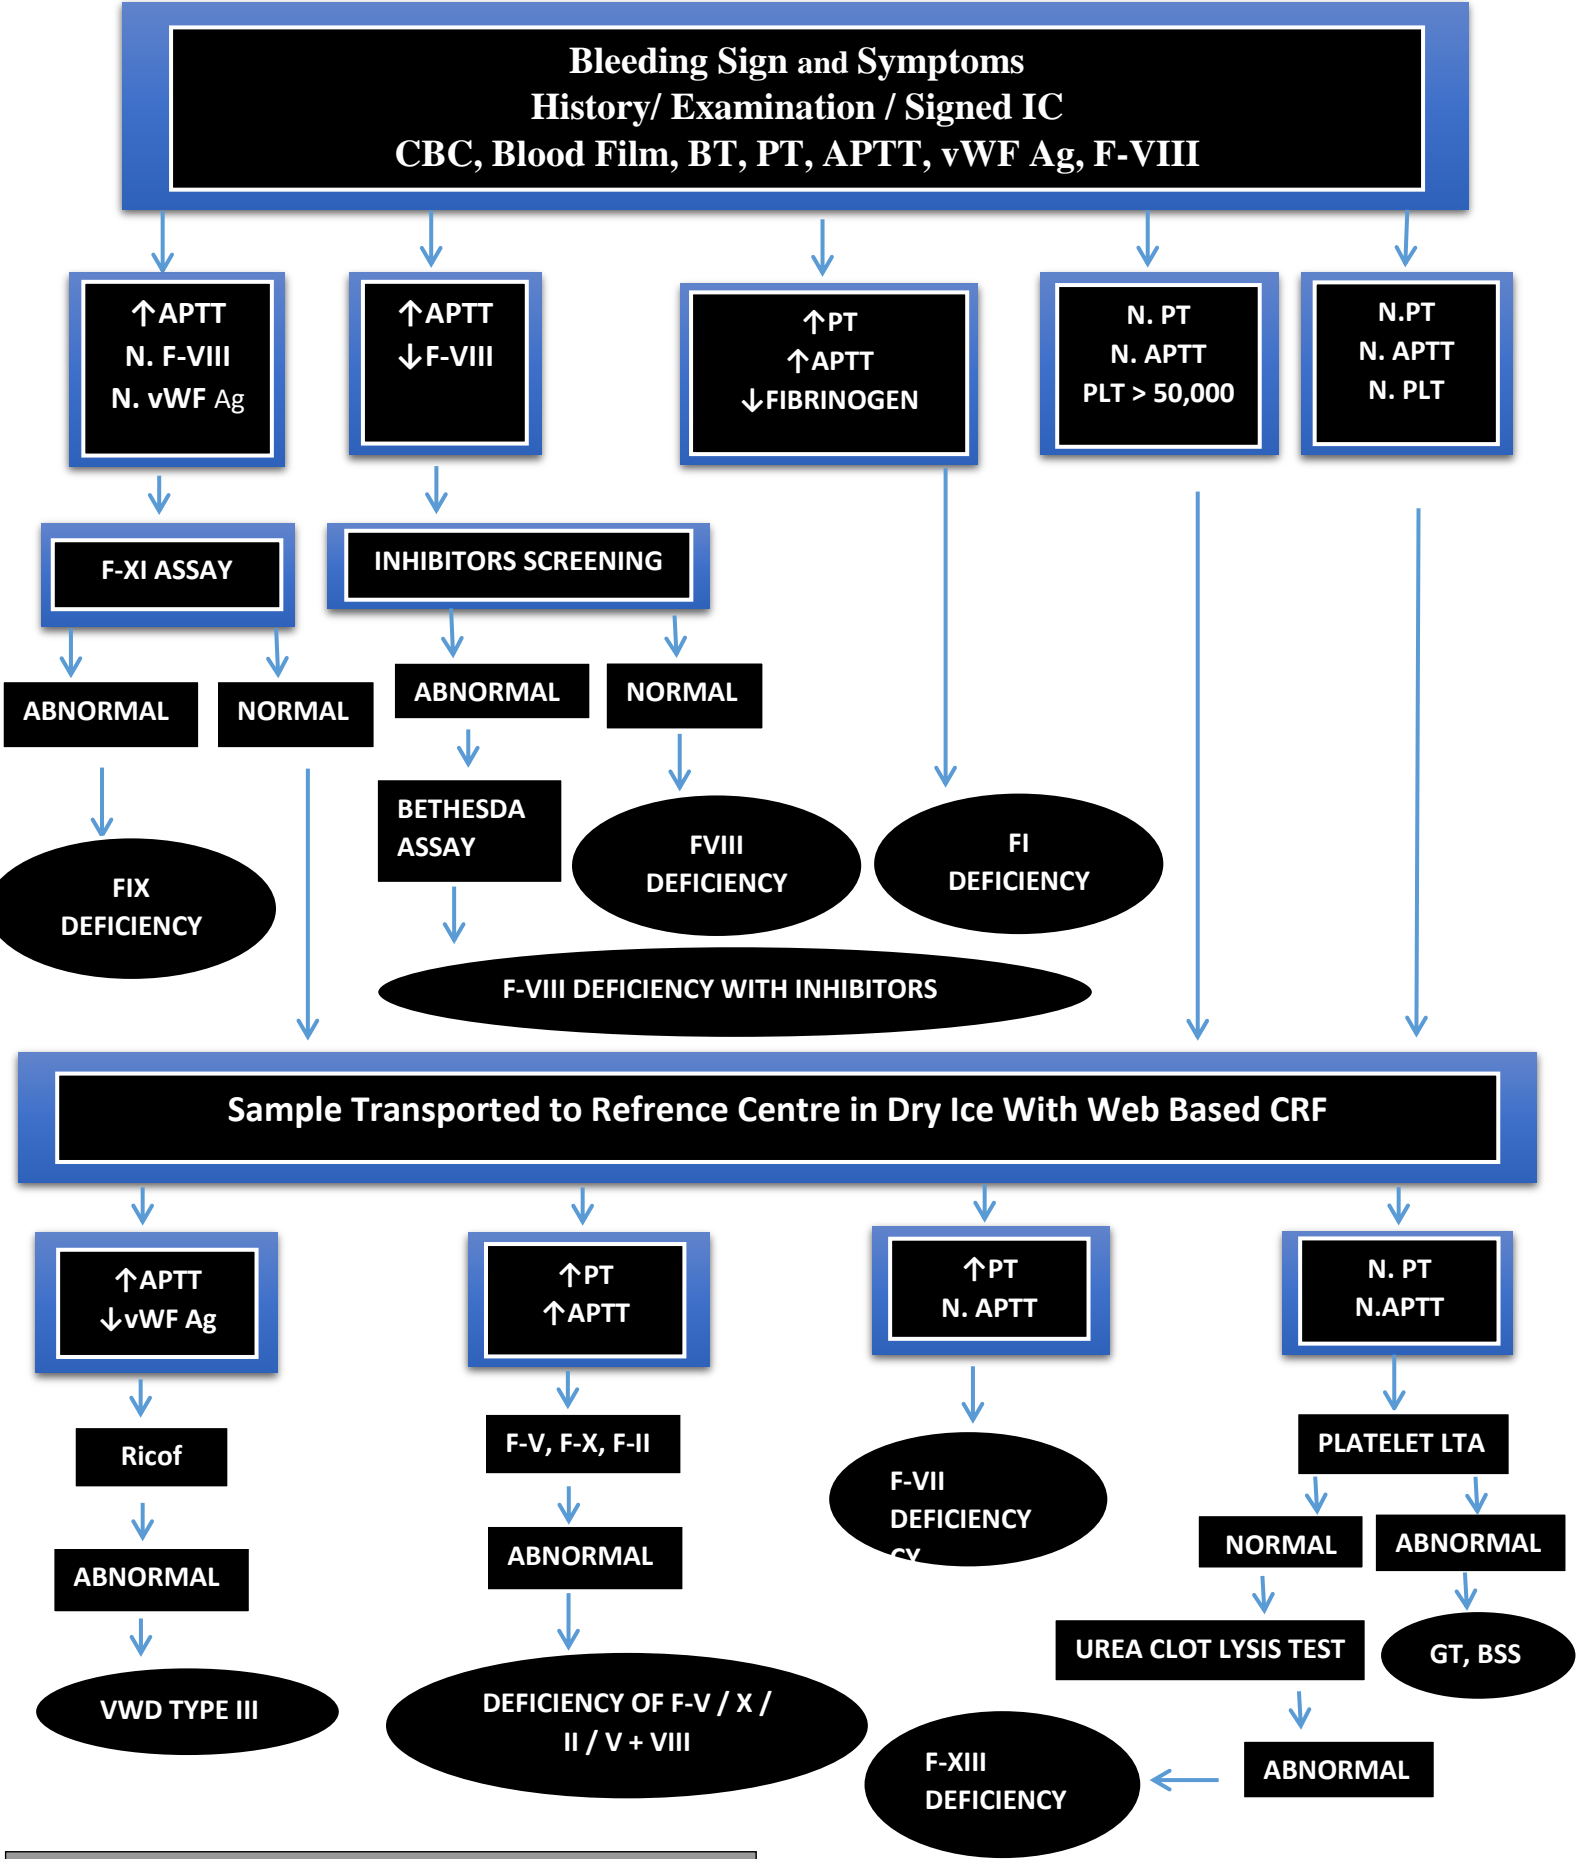 Bleeding Sign and Symptoms
History/ Examination / Signed IC
CBC, Blood Film, BT, PT, APTT, vWF Ag, F-VIII
↑APTT
N. F-VIII
N. vWF Ag
↑APTT
↓F-VIII
↑PT
↑APTT
↓FIBRINOGEN
N. PT
N. APTT
PLT > 50,000
N.PT
N. APTT
N. PLT
F-XI ASSAY
INHIBITORS SCREENING
ABNORMAL
NORMAL
ABNORMAL
NORMAL
BETHESDA
ASSAY
FIX
DEFICIENCY
FVIII
DEFICIENCY
FI
DEFICIENCY
F-VIII DEFICIENCY WITH INHIBITORS
Sample Transported to Refrence Centre in Dry Ice With Web Based CRF
↑APTT
↓vWF Ag
↑PT
↑APTT
↑PT
N. APTT
N. PT
N.APTT
Ricof
F-V, F-X, F-II
F-VII
DEFICIENCY
CY
PLATELET LTA
ABNORMAL
ABNORMAL
NORMAL
ABNORMAL
UREA CLOT LYSIS TEST
GT, BSS
VWD TYPE III
DEFICIENCY OF F-V / X /
II / V + VIII
F-XIII
DEFICIENCY
ABNORMAL